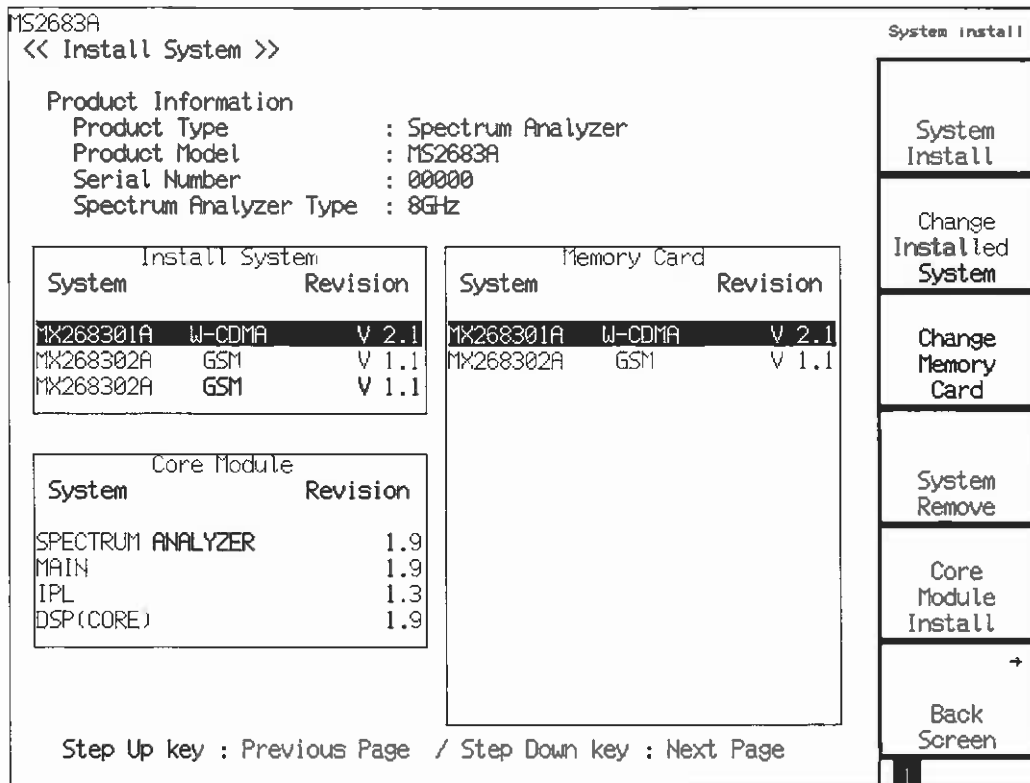 MS2683A
<< Install System >>
Product Information
Product Type : Spectrum Analyzer
Product Model : MS2683A
Serial Number : 00000
Spectrum Analyzer Type : 8GHz
Install System
System Revision
MX268301A W-CDMA V 2.1
MX268302A GSM V 1.1
MX268302A GSM V 1.1
Memory Card
System Revision
MX268301A W-CDMA V 2.1
MX268302A GSM V 1.1
Core Module
System Revision
SPECTRUM ANALYZER 1.9
MAIN 1.9
IPL 1.3
DSP(CORE) 1.9
Step Up key : Previous Page / Step Down key : Next Page
System install
System
Install
Change
Installed
System
Change
Memory
Card
System
Remove
Core
Module
Install
→
Back
Screen
1